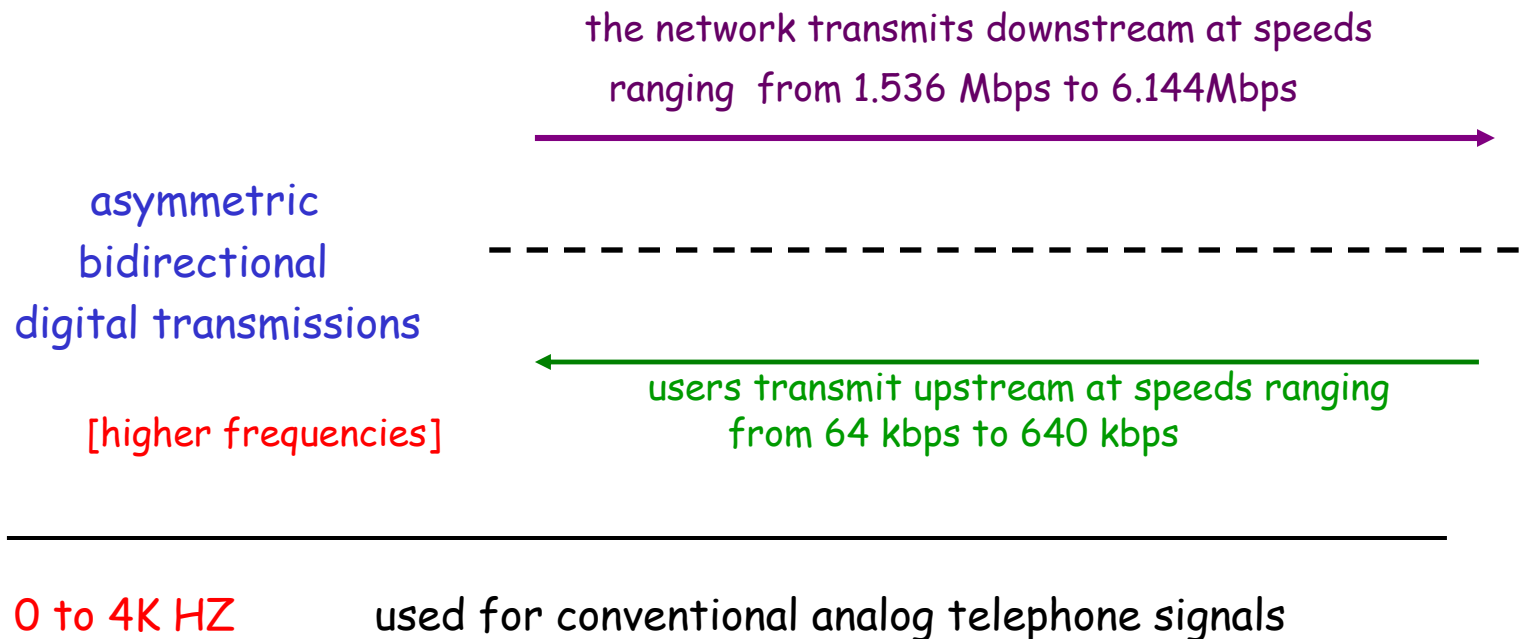 the network transmits downstream at speeds
ranging from 1.536 Mbps to 6.144Mbps
asymmetric
bidirectional
digital transmissions
users transmit upstream at speeds ranging
from 64 kbps to 640 kbps
[higher frequencies]
0 to 4K HZ
used for conventional analog telephone signals